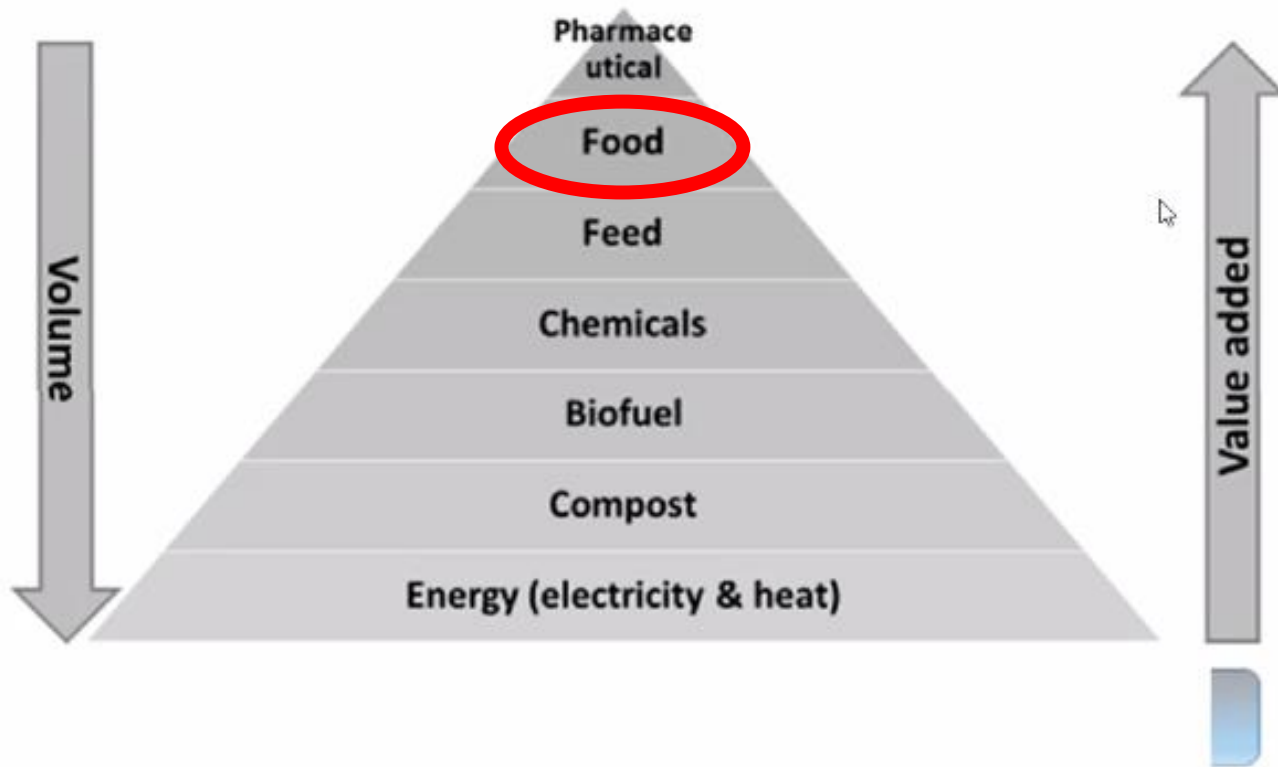 Pharmace
utical
Food
Feed
Chemicals
Biofuel
Compost
Energy (electricity & heat)
Volume
Value added